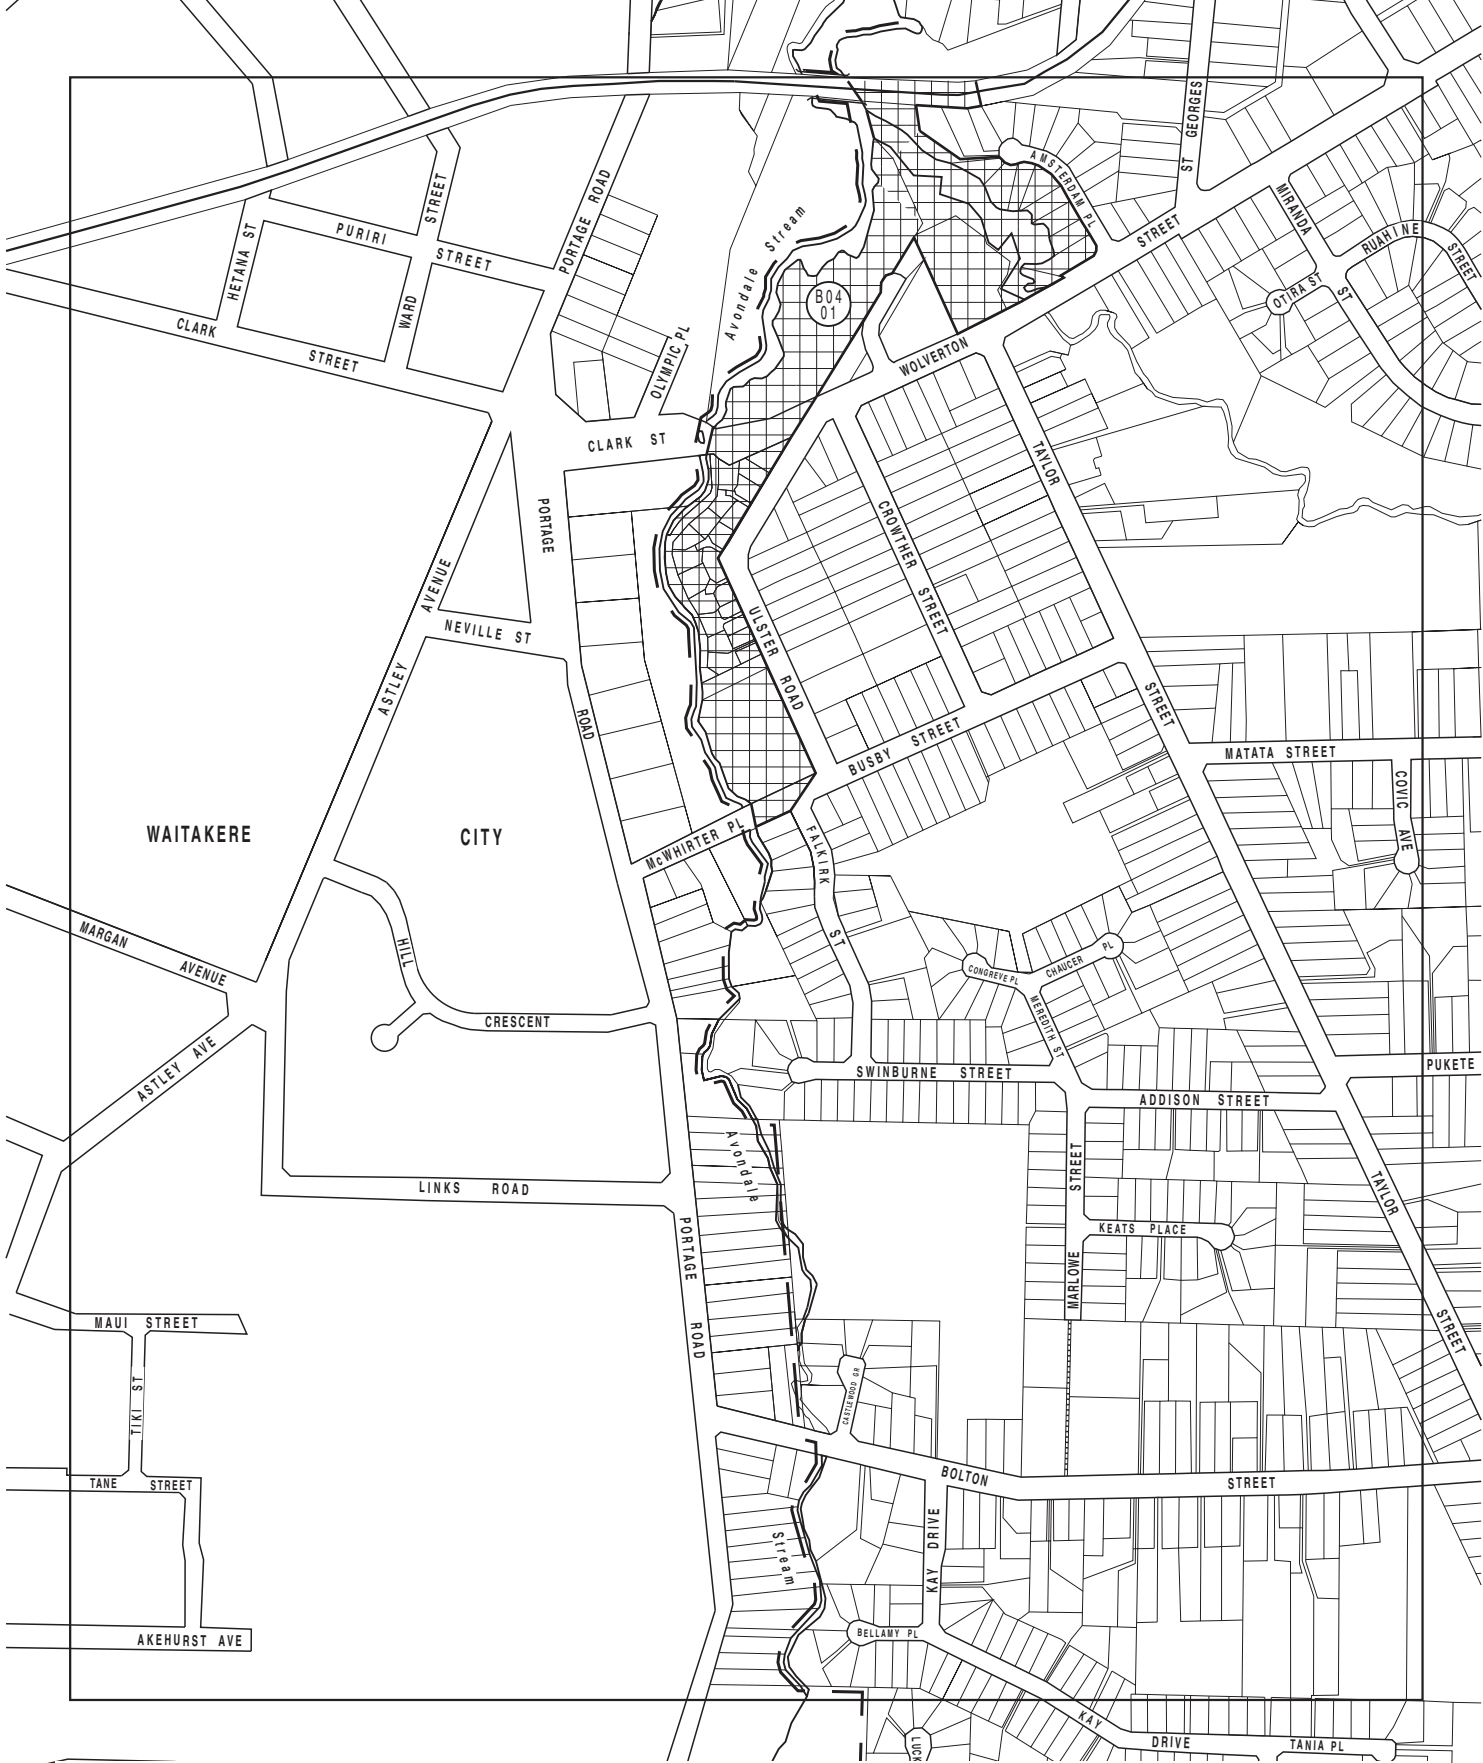 ST GEORGES
AMSTERDAM PL
STREET
MIRANDA
ST
RUAHINE
STREET
OTIRA ST
PORTAGE ROAD
STREET
WARD
HETANA ST
PURIRI
STREET
CLARK
STREET
Avondale Stream
B04
01
OLYMPIC PL
WOLVERTON
CLARK ST
TAYLOR
CROWTHER STREET
PORTAGE
AVENUE
NEVILLE ST
ASTLEY
ROAD
ULSTER ROAD
STREET
BUSBY STREET
MATATA STREET
COVIC AVE
WAITAKERE CITY
McWHIRTER PL
FALKIRK
ST
MARGAN
AVENUE
HILL
CRESCENT
ASTLEY AVE
CONGREVE PL
CHAUCER PL
MEREDITH ST
SWINBURNE STREET
PUKETE
ADDISON STREET
Avondale
STREET
MARLOWE
TAYLOR
STREET
LINKS ROAD
KEATS PLACE
PORTAGE
ROAD
MAUI STREET
TIKI ST
TANE STREET
CASTLEWOOD GR
BOLTON
STREET
KAY DRIVE
Stream
BELLAMY PL
AKEHURST AVE
KAY
DRIVE
TANIA PL
LUCK